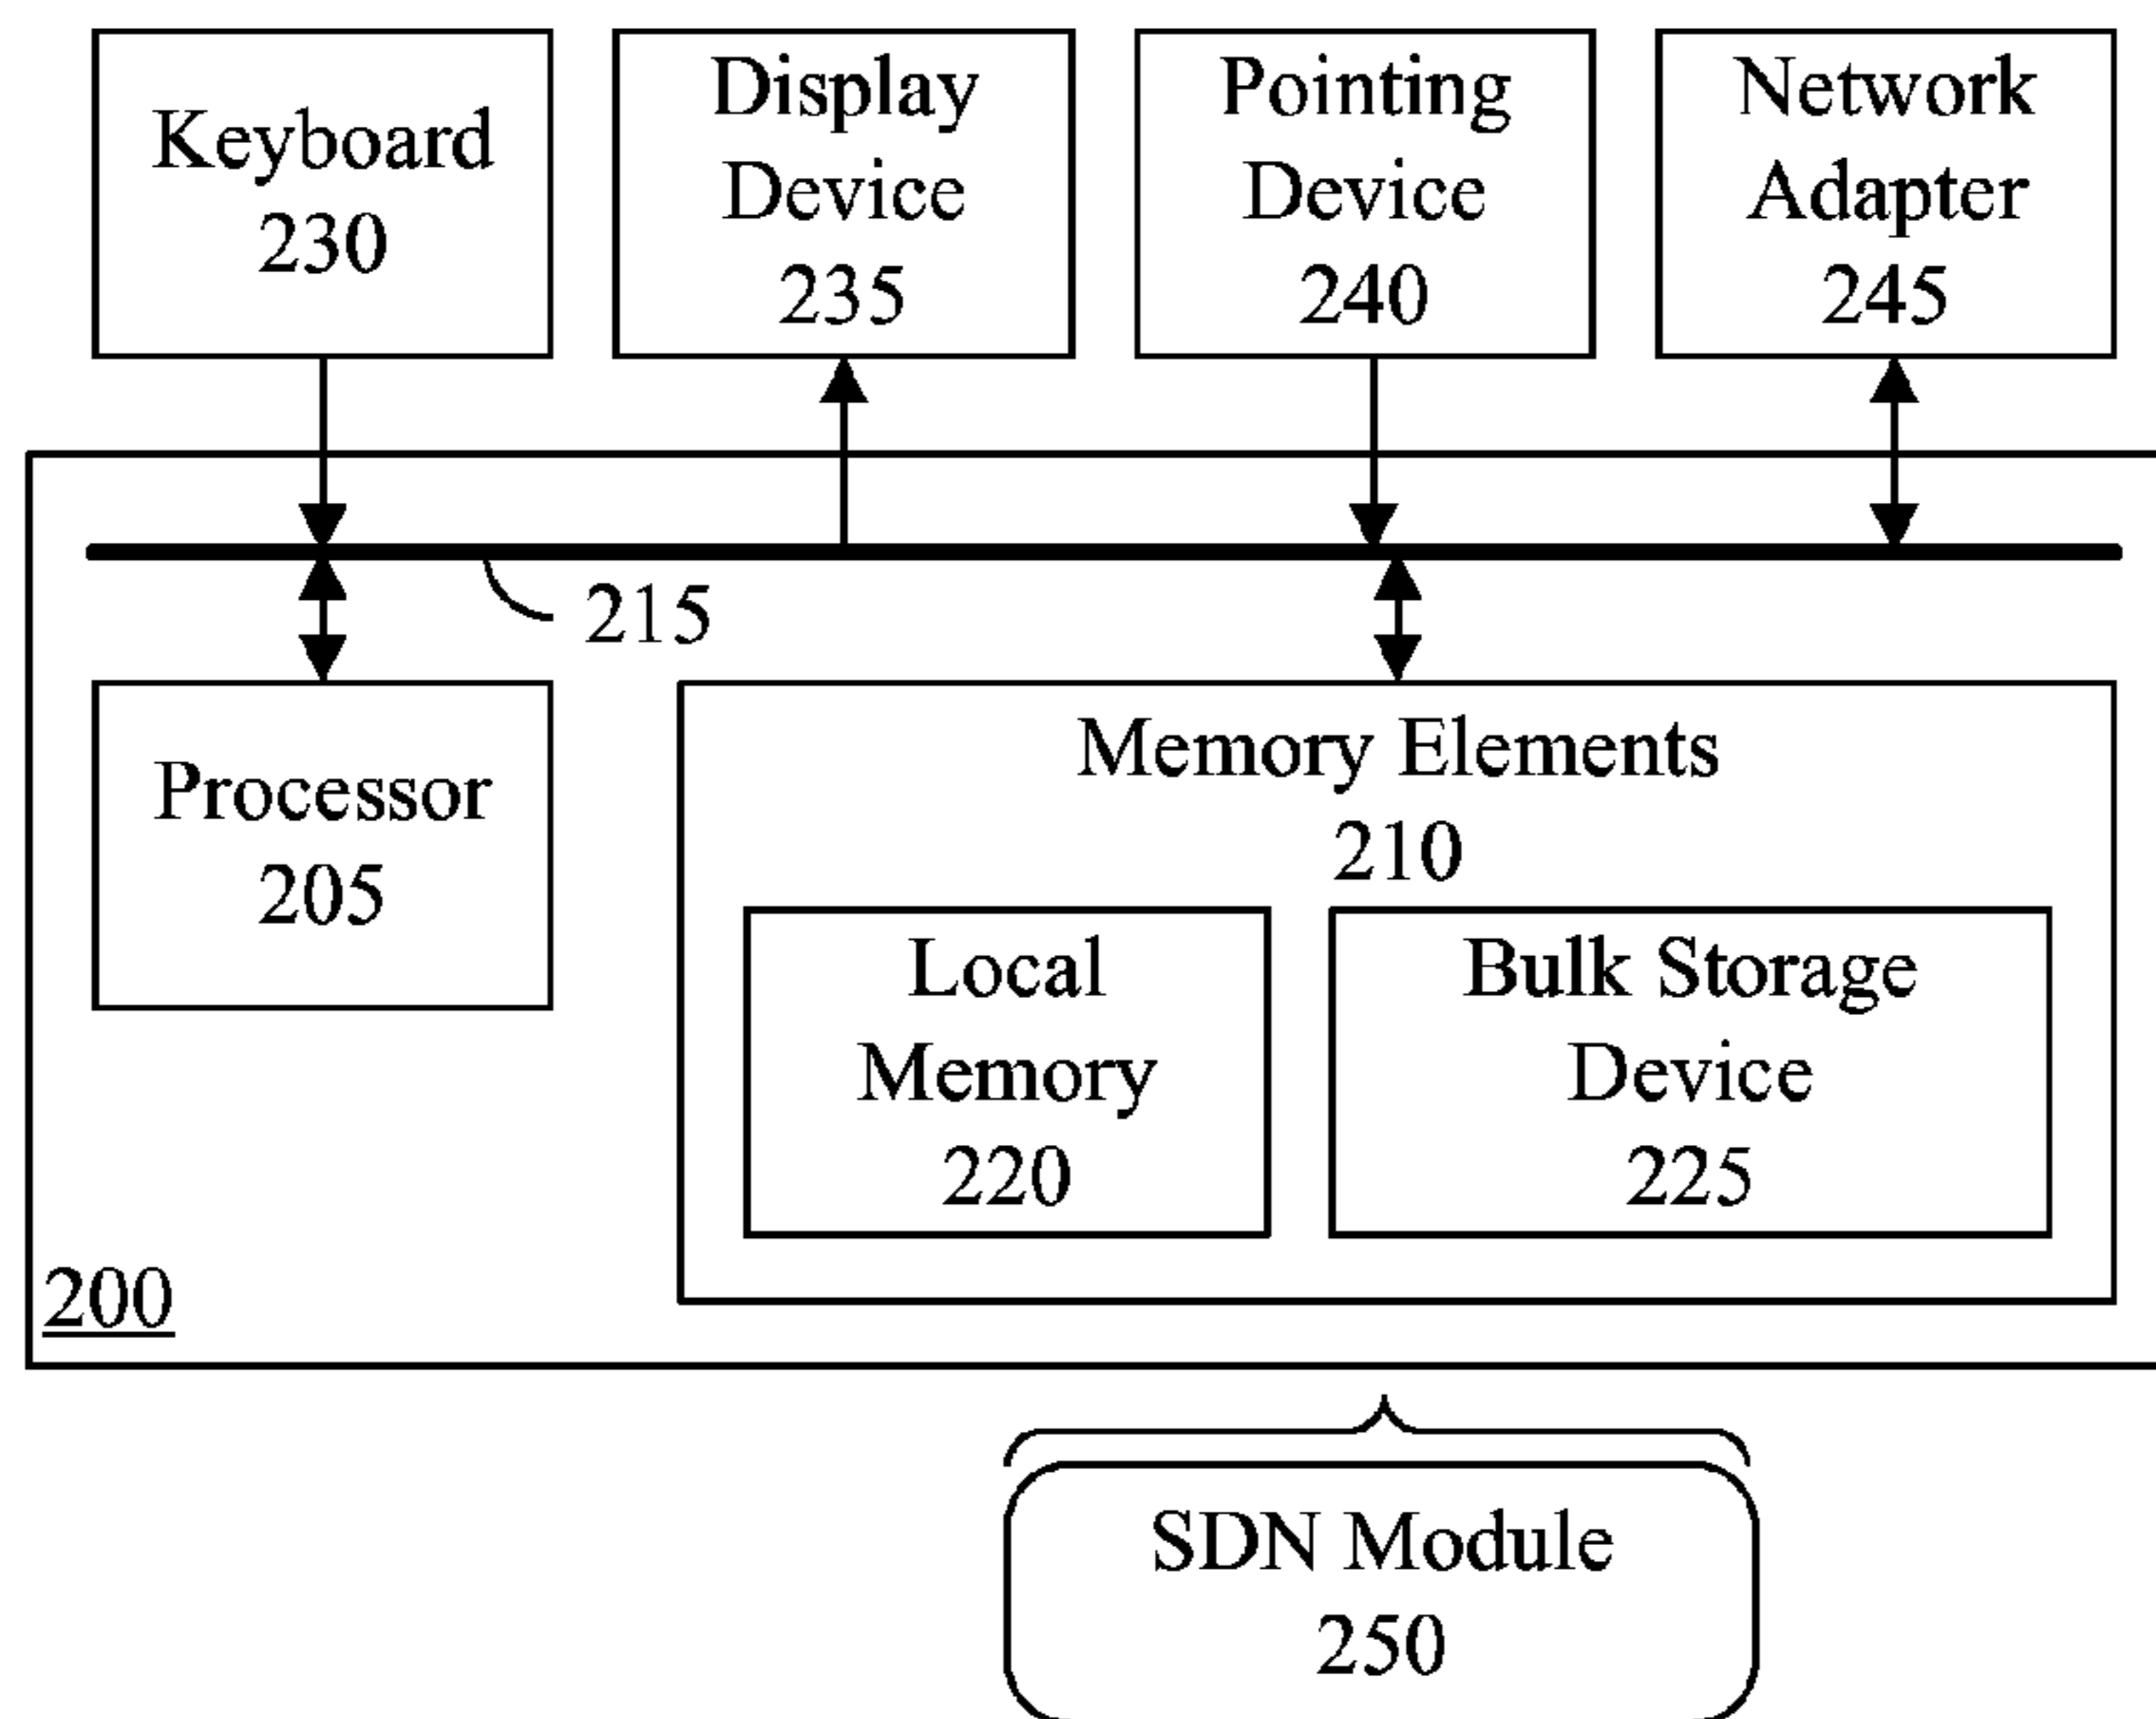 Keyboard
230
Display
Device
235
Pointing
Device
240
Network
Adapter
245
215
Processor
205
Memory Elements
210
Local
Memory
220
Bulk Storage
Device
225
200
SDN Module
250